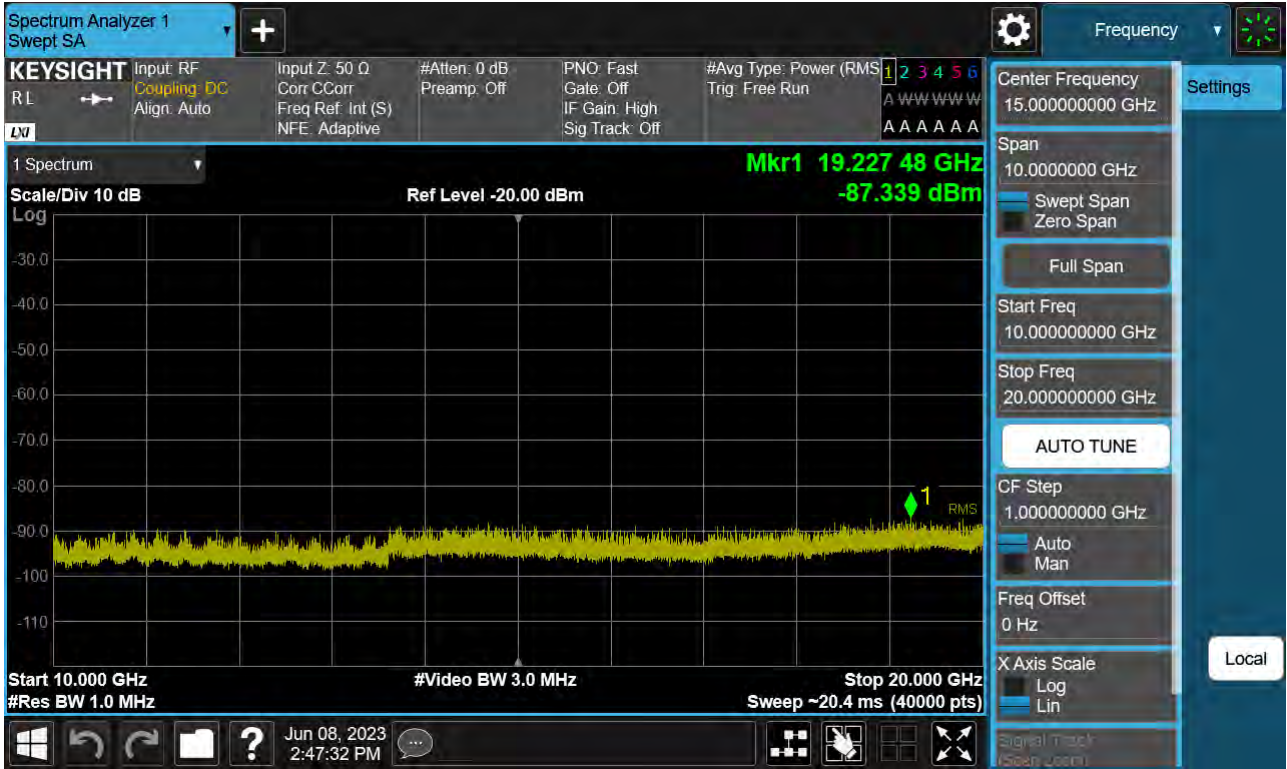 Spectrum Analyzer 1
Swept SA
+
Frequency
KEYSIGHT
R L
LXI
Input: RF
Coupling: DC
Align: Auto
Input Z: 50 Ω
Corr CCorr
Freq Ref: Int (S)
NFE: Adaptive
#Atten: 0 dB
Preamp: Off
PNO: Fast
Gate: Off
IF Gain: High
Sig Track: Off
#Avg Type: Power (RMS
Trig: Free Run
1 2 3 4 5 6
A W W W W W
A A A A A A
1 Spectrum
Mkr1 19.227 48 GHz
Scale/Div 10 dB
Ref Level -20.00 dBm
-87.339 dBm
Log
-30.0
-40.0
-50.0
-60.0
-70.0
-80.0
-90.0
-100
-110
1
RMS
Start 10.000 GHz
#Video BW 3.0 MHz
Stop 20.000 GHz
#Res BW 1.0 MHz
Sweep ~20.4 ms (40000 pts)
Center Frequency
15.000000000 GHz
Settings
Span
10.0000000 GHz
Swept Span
Zero Span
Full Span
Start Freq
10.000000000 GHz
Stop Freq
20.000000000 GHz
AUTO TUNE
CF Step
1.000000000 GHz
Auto
Man
Freq Offset
0 Hz
X Axis Scale
Log
Lin
Local
Signal Track
(Span Zoom)
?
Jun 08, 2023
2:47:32 PM